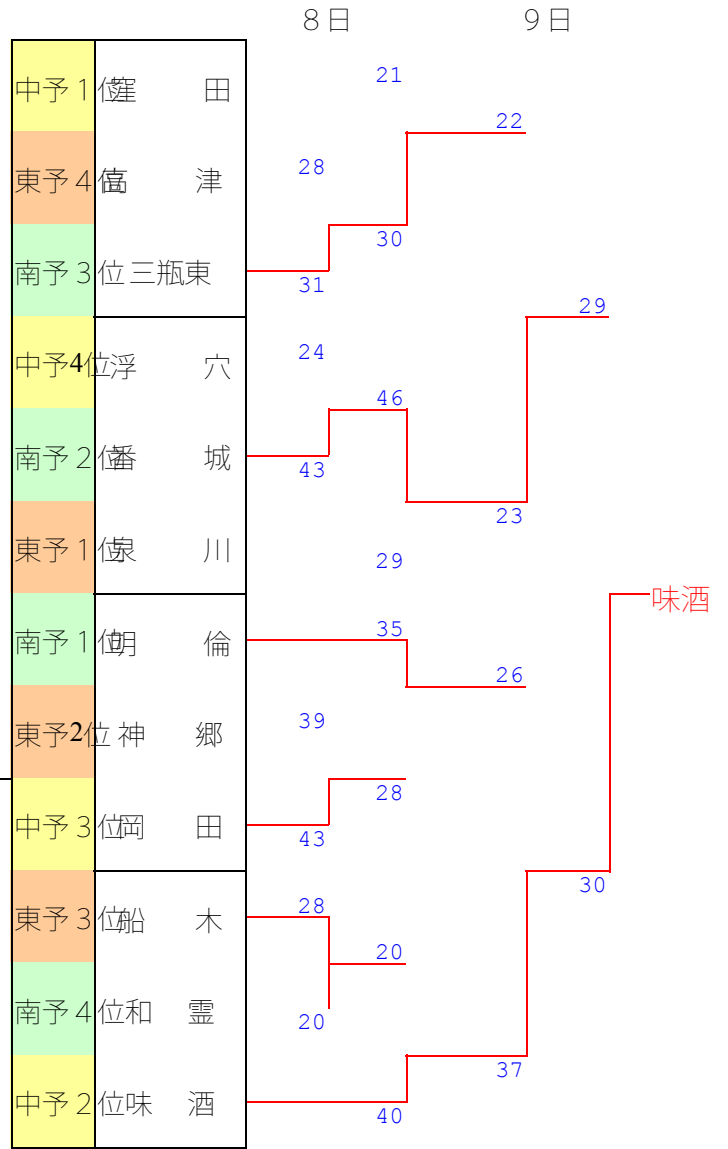 8日 9日
21
中予1位 窪 田
22
28
東予4位 高 津
30
南予3位 三瓶東
31
29
24
中予4位 浮 穴
46
南予2位 番 城
43
23
東予1位 泉 川
29
味酒
35
南予1位 明 倫
26
39
東予2位 神 郷
28
中予3位 岡 田
43
30
28
東予3位 船 木
20
南予4位 和 霊
20
37
中予2位 味 酒
40